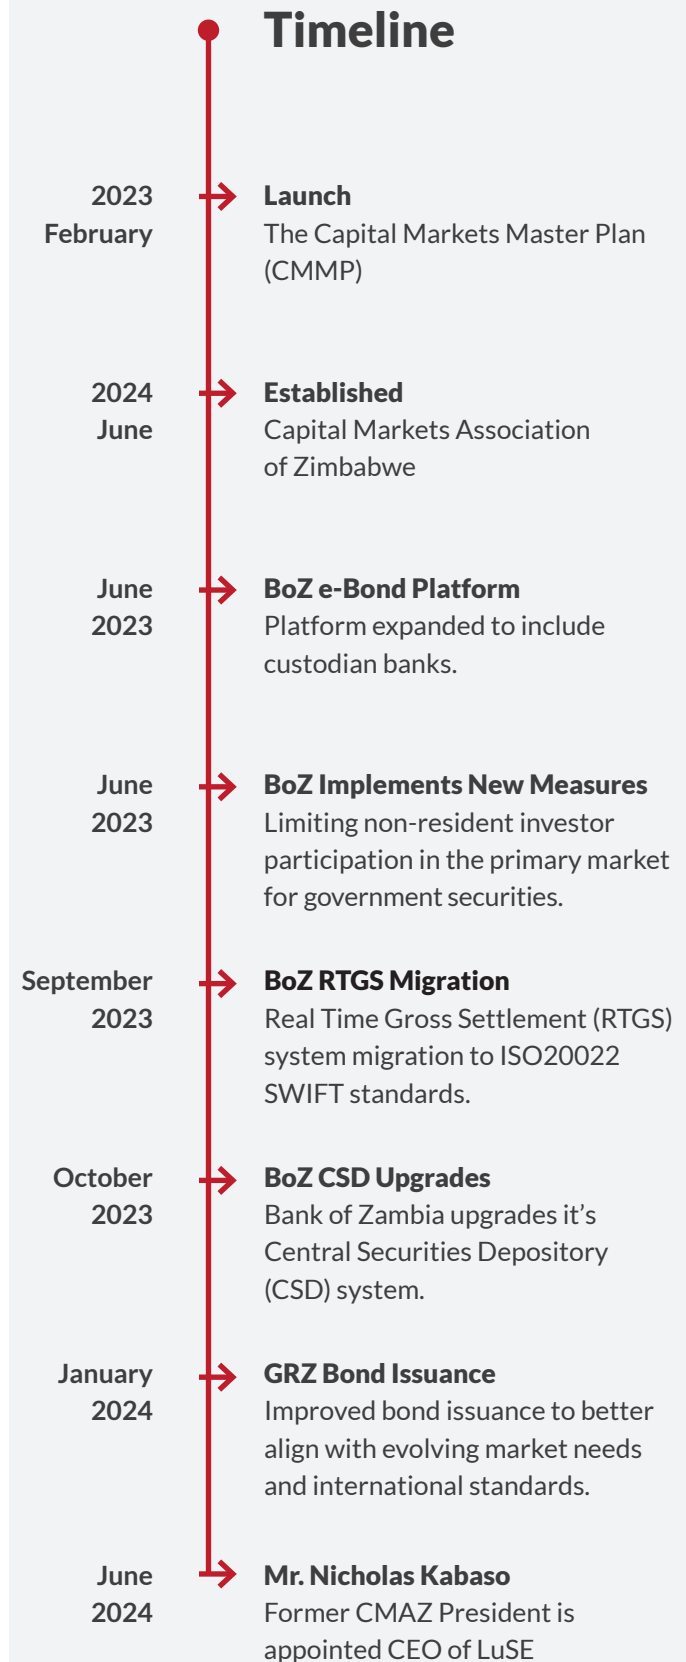 Timeline
2023
February
Launch
The Capital Markets Master Plan
(CMMP)
2024
June
Established
Capital Markets Association
of Zimbabwe
June
2023
BoZ e-Bond Platform
Platform expanded to include
custodian banks.
June
2023
BoZ Implements New Measures
Limiting non-resident investor
participation in the primary market
for government securities.
September
2023
BoZ RTGS Migration
Real Time Gross Settlement (RTGS)
system migration to ISO20022
SWIFT standards.
October
2023
BoZ CSD Upgrades
Bank of Zambia upgrades it’s
Central Securities Depository
(CSD) system.
January
2024
GRZ Bond Issuance
Improved bond issuance to better
align with evolving market needs
and international standards.
June
2024
Mr. Nicholas Kabaso
Former CMAZ President is
appointed CEO of LuSE